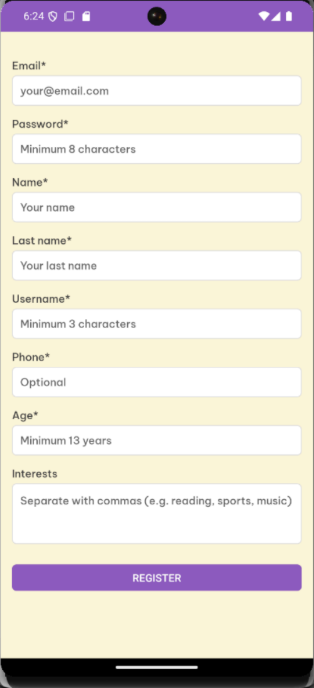 6:24
Email*
your@email.com
Password*
Minimum 8 characters
Name*
Your name
Last name*
Your last name
Username*
Minimum 3 characters
Phone*
Optional
Age*
Minimum 13 years
Interests
Separate with commas (e.g. reading, sports, music)
REGISTER